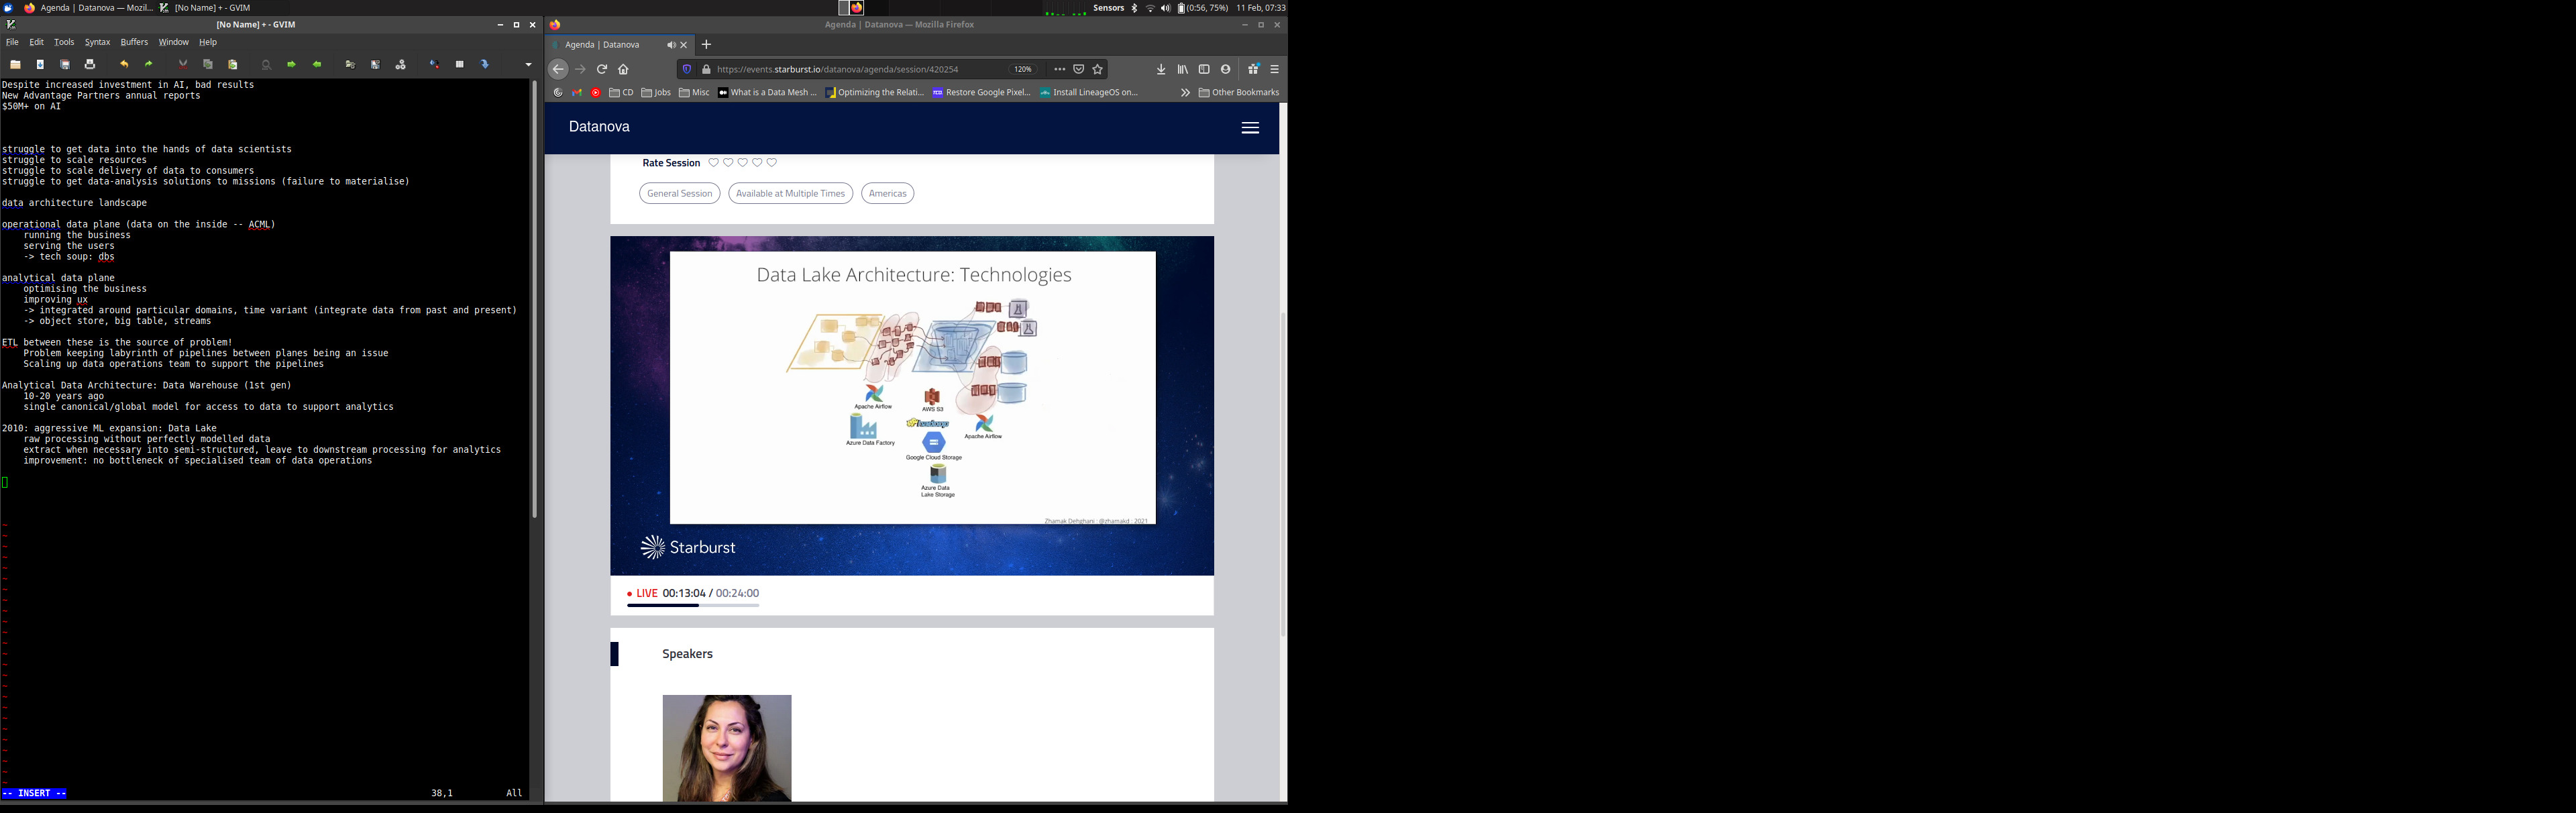 Agenda | Datanova — Mozil...
[No Name] + - GVIM
Sensors
(0:56, 75%)
11 Feb, 07:33
[No Name] + - GVIM
File Edit Tools Syntax Buffers Window Help
Despite increased investment in AI, bad results
New Advantage Partners annual reports
$50M+ on AI
struggle to get data into the hands of data scientists
struggle to scale resources
struggle to scale delivery of data to consumers
struggle to get data-analysis solutions to missions (failure to materialise)
data architecture landscape
operational data plane (data on the inside -- ACML)
running the business
serving the users
-> tech soup: dbs
analytical data plane
optimising the business
improving ux
-> integrated around particular domains, time variant (integrate data from past and present)
-> object store, big table, streams
ETL between these is the source of problem!
Problem keeping labyrinth of pipelines between planes being an issue
Scaling up data operations team to support the pipelines
Analytical Data Architecture: Data Warehouse (1st gen)
10-20 years ago
single canonical/global model for access to data to support analytics
2010: aggressive ML expansion: Data Lake
raw processing without perfectly modelled data
extract when necessary into semi-structured, leave to downstream processing for analytics
improvement: no bottleneck of specialised team of data operations
-- INSERT --
38,1
All
Agenda | Datanova — Mozilla Firefox
Agenda | Datanova
https://events.starburst.io/datanova/agenda/session/420254
120%
CD
Jobs
Misc
What is a Data Mesh ...
Optimizing the Relati...
Restore Google Pixel...
Install LineageOS on...
Other Bookmarks
Datanova
Rate Session
General Session
Available at Multiple Times
Americas
Data Lake Architecture: Technologies
Apache Airflow
AWS S3
Azure Data Factory
hadoop
Apache Airflow
Google Cloud Storage
Azure Data
Lake Storage
Zhamak Dehghani : @zhamakd : 2021
Starburst
LIVE 00:13:04 / 00:24:00
Speakers